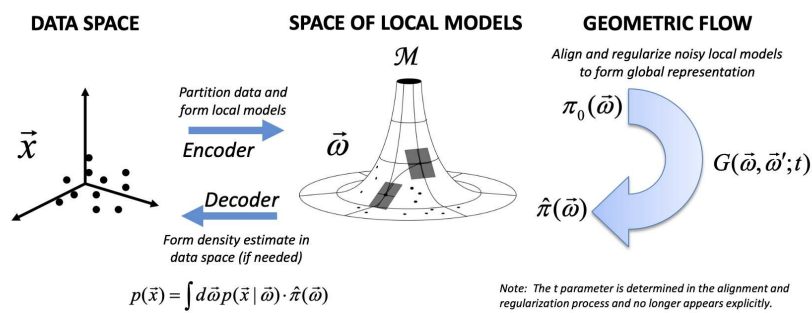 DATA SPACE
SPACE OF LOCAL MODELS
GEOMETRIC FLOW
ℳ
Align and regularize noisy local models
to form global representation
Partition data and
form local models
Encoder
Decoder
Form density estimate in
data space (if needed)
x⃗
ω⃗
π₀(ω⃗)
G(ω⃗,ω⃗′;t)
π̂(ω⃗)
p(x⃗) = ∫dω⃗ p(x⃗ | ω⃗) · π̂(ω⃗)
Note: The t parameter is determined in the alignment and
regularization process and no longer appears explicitly.